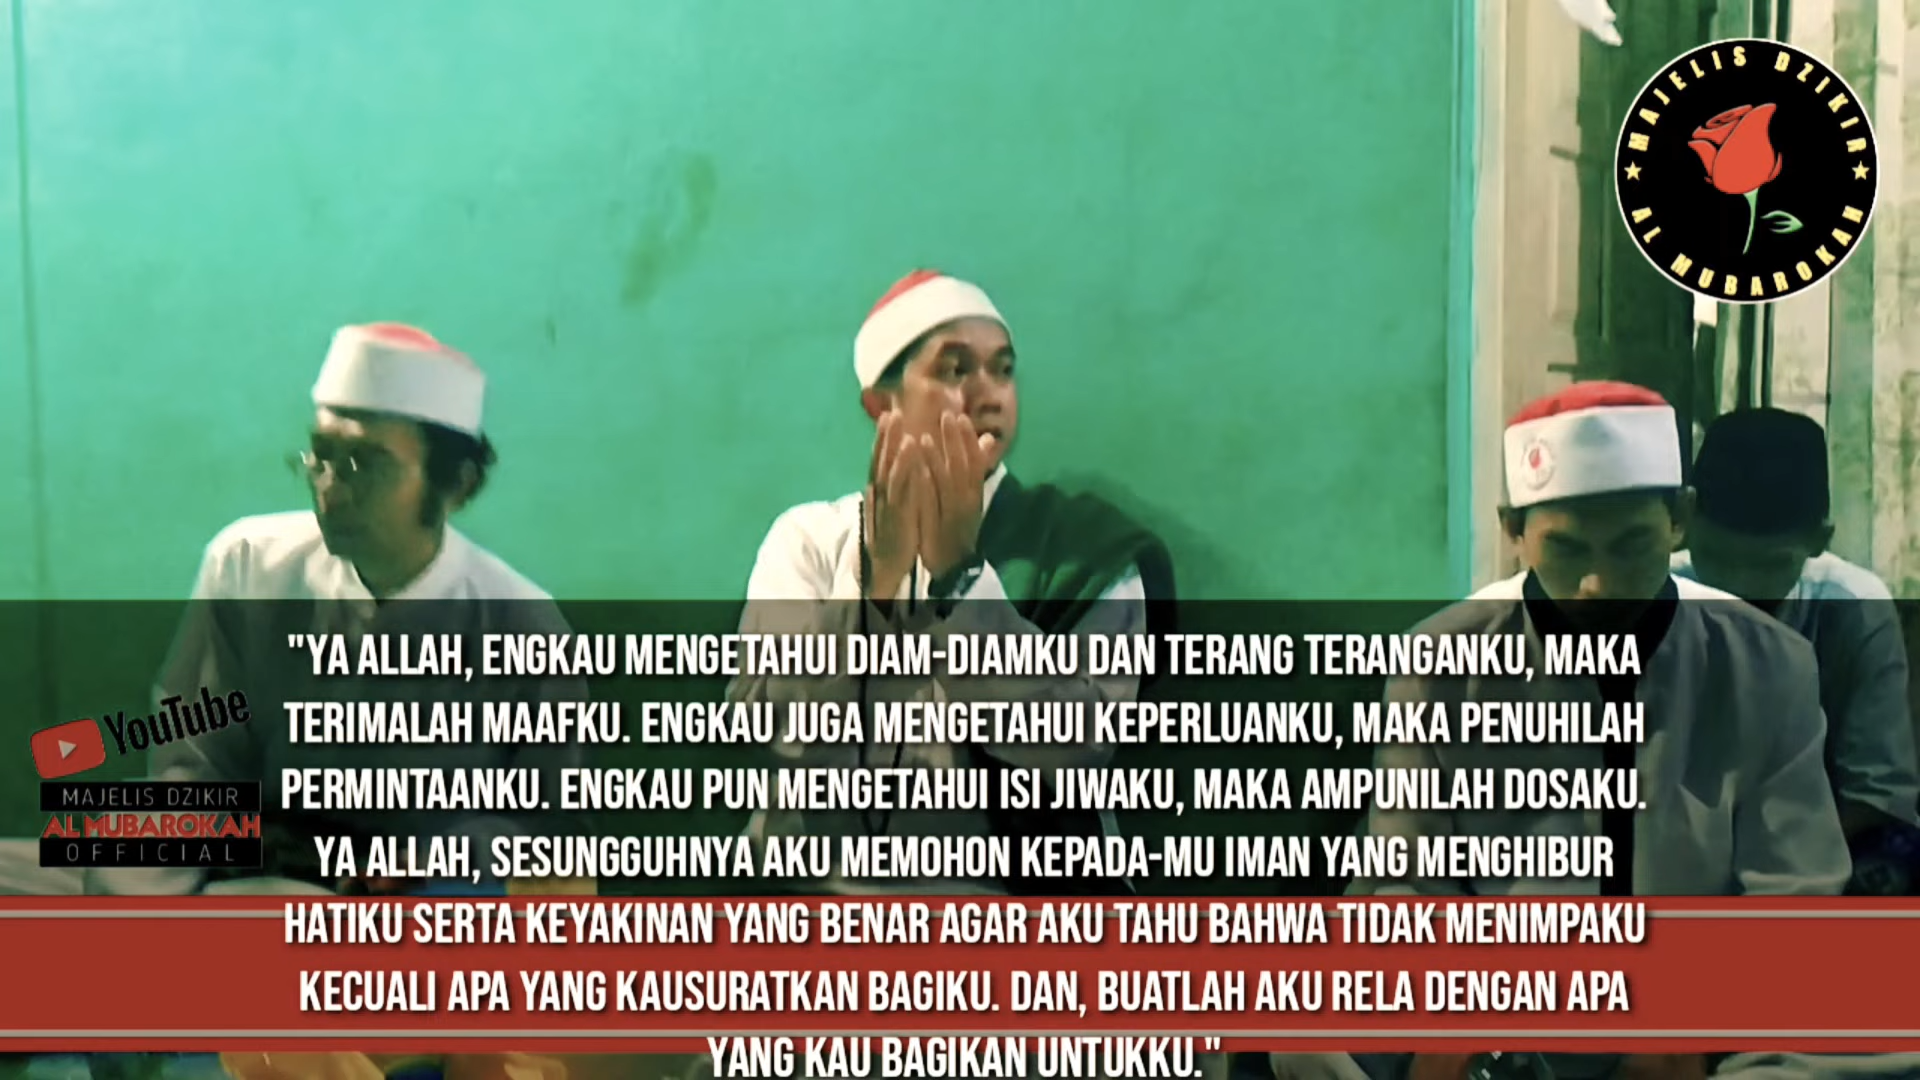 MAJELIS DZIKIR
AL MUBAROKAH
"YA ALLAH, ENGKAU MENGETAHUI DIAM-DIAMKU DAN TERANG TERANGANKU, MAKA
TERIMALAH MAAFKU. ENGKAU JUGA MENGETAHUI KEPERLUANKU, MAKA PENUHILAH
PERMINTAANKU. ENGKAU PUN MENGETAHUI ISI JIWAKU, MAKA AMPUNILAH DOSAKU.
YA ALLAH, SESUNGGUHNYA AKU MEMOHON KEPADA-MU IMAN YANG MENGHIBUR
HATIKU SERTA KEYAKINAN YANG BENAR AGAR AKU TAHU BAHWA TIDAK MENIMPAKU
KECUALI APA YANG KAUSURATKAN BAGIKU. DAN, BUATLAH AKU RELA DENGAN APA
YANG KAU BAGIKAN UNTUKKU."
YouTube
MAJELIS DZIKIR
AL MUBAROKAH
OFFICIAL